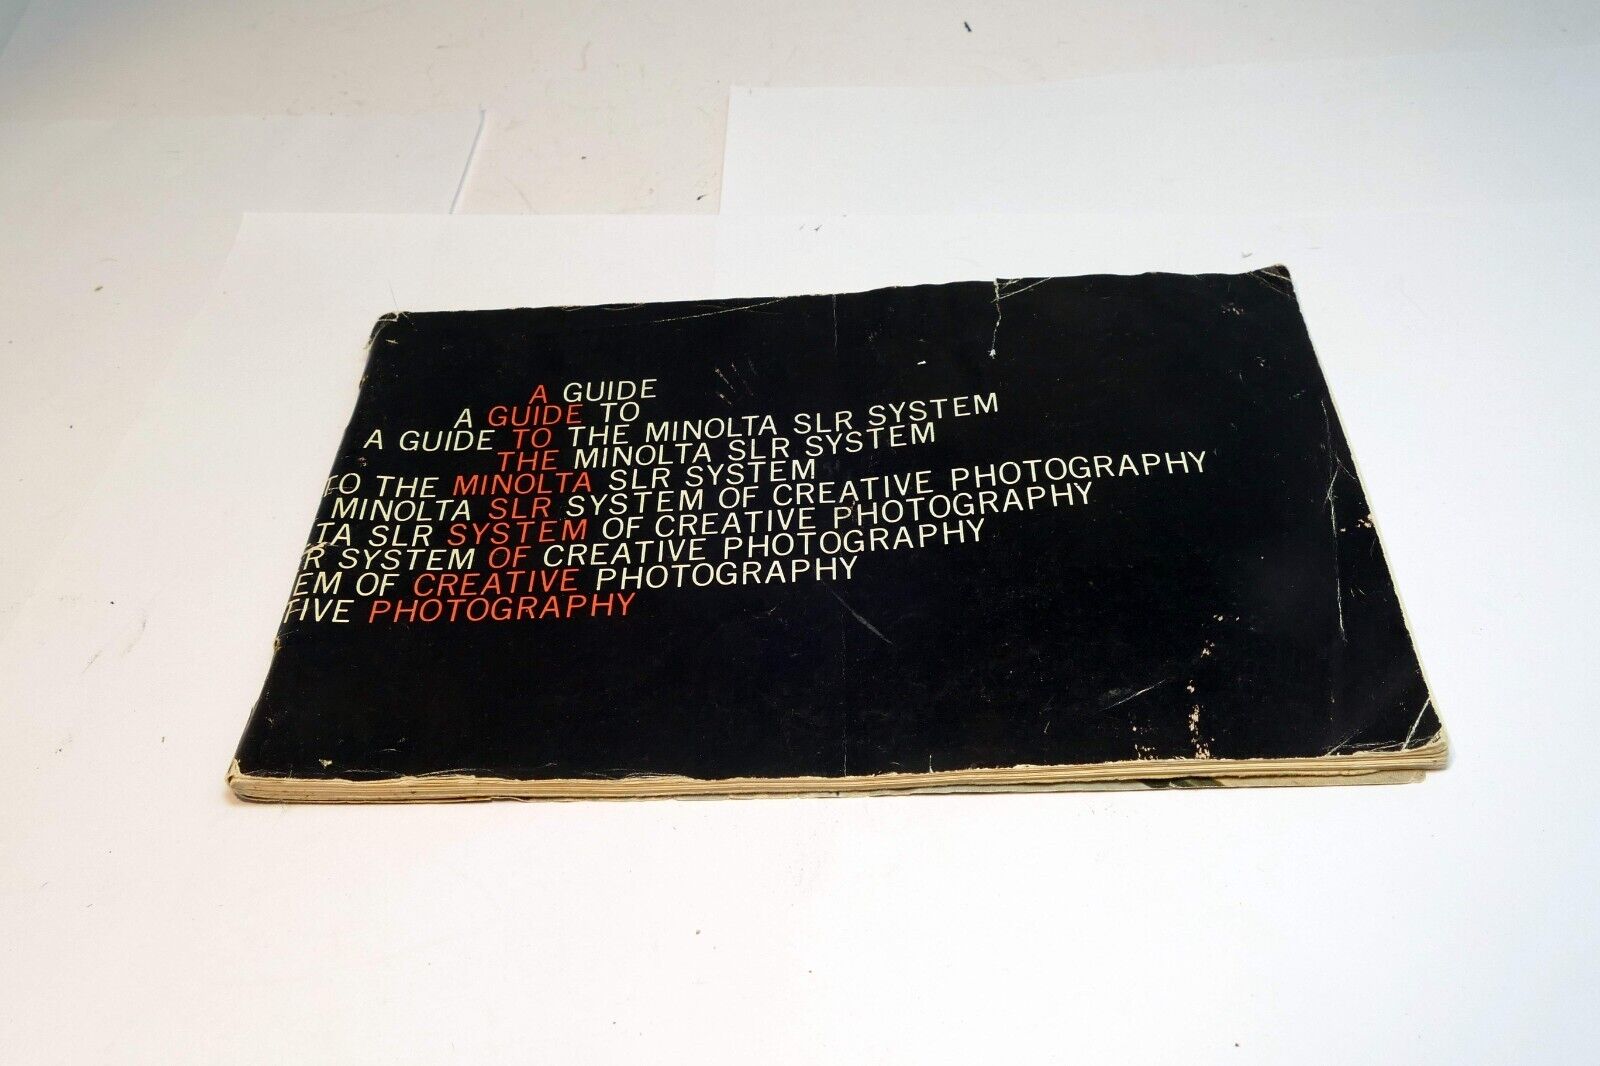 A GUIDE
A GUIDE TO
A GUIDE TO THE MINOLTA SLR SYSTEM
THE MINOLTA SLR SYSTEM
TO THE MINOLTA SLR SYSTEM
MINOLTA SLR SYSTEM OF CREATIVE PHOTOGRAPHY
TA SLR SYSTEM OF CREATIVE PHOTOGRAPHY
R SYSTEM OF CREATIVE PHOTOGRAPHY
EM OF CREATIVE PHOTOGRAPHY
TIVE PHOTOGRAPHY